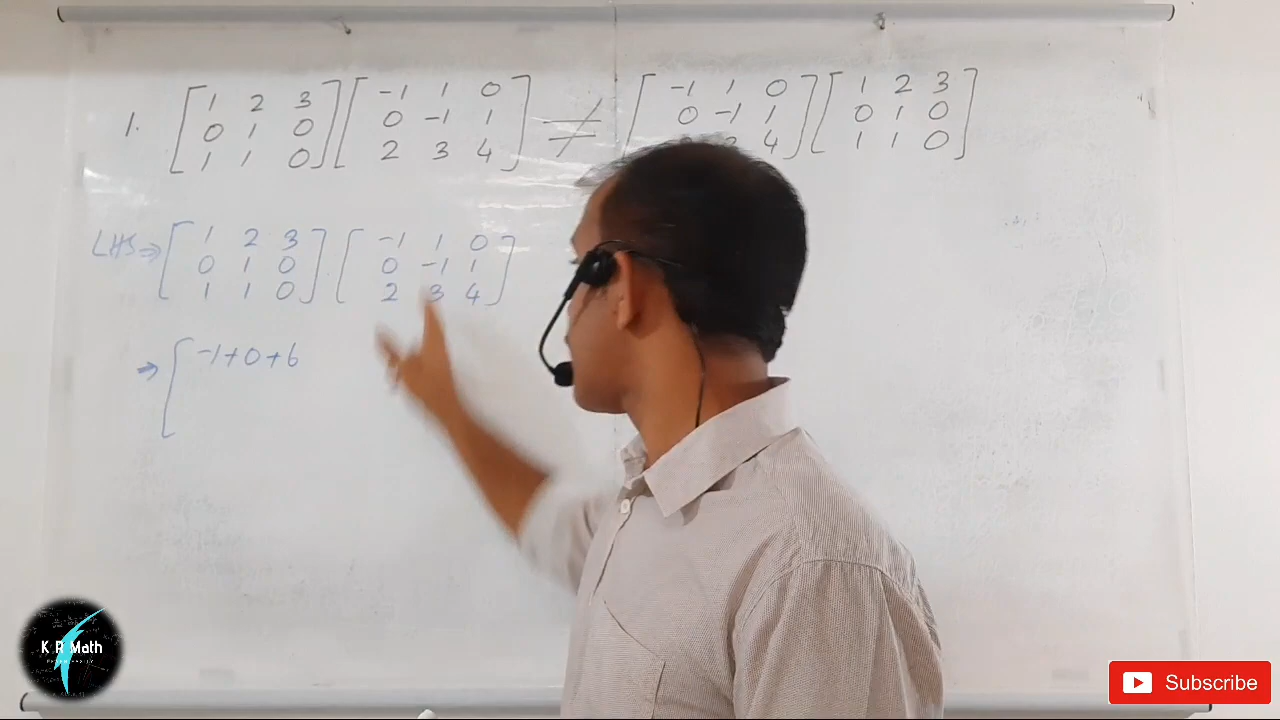 1. [1 2 3] [-1 1 0] ≠ [-1 1 0] [1 2 3]
[0 1 0] [0 -1 1] [0 -1 1] [0 1 0]
[1 1 0] [2 3 4] 4] [1 1 0]
LHS ⇒ [1 2 3] [-1 1 0]
[0 1 0] [0 -1 1]
[1 1 0] [2 3 4]
⇒ [-1+0+6
K R Math
Subscribe